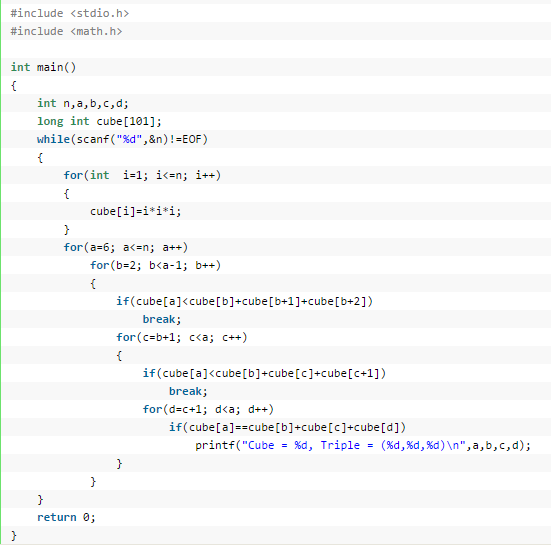 #include <stdio.h>
#include <math.h>

int main()
{
    int n,a,b,c,d;
    long int cube[101];
    while(scanf("%d",&n)!=EOF)
    {
        for(int  i=1; i<=n; i++)
        {
            cube[i]=i*i*i;
        }
        for(a=6; a<=n; a++)
            for(b=2; b<a-1; b++)
            {
                if(cube[a]<cube[b]+cube[b+1]+cube[b+2])
                    break;
                for(c=b+1; c<a; c++)
                {
                    if(cube[a]<cube[b]+cube[c]+cube[c+1])
                        break;
                    for(d=c+1; d<a; d++)
                        if(cube[a]==cube[b]+cube[c]+cube[d])
                            printf("Cube = %d, Triple = (%d,%d,%d)\n",a,b,c,d);
                }
            }
    }
    return 0;
}